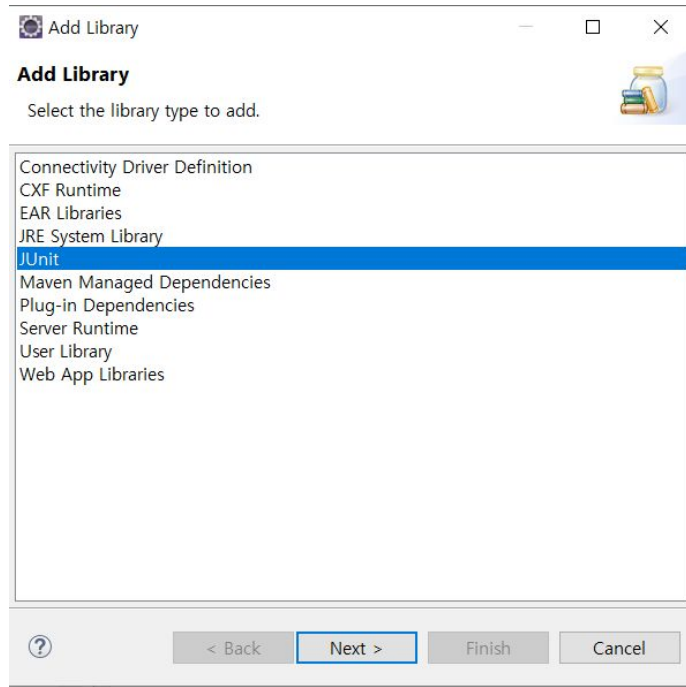 Add Library
Add Library
Select the library type to add.
Connectivity Driver Definition
CXF Runtime
EAR Libraries
JRE System Library
JUnit
Maven Managed Dependencies
Plug-in Dependencies
Server Runtime
User Library
Web App Libraries
? < Back Next > Finish Cancel